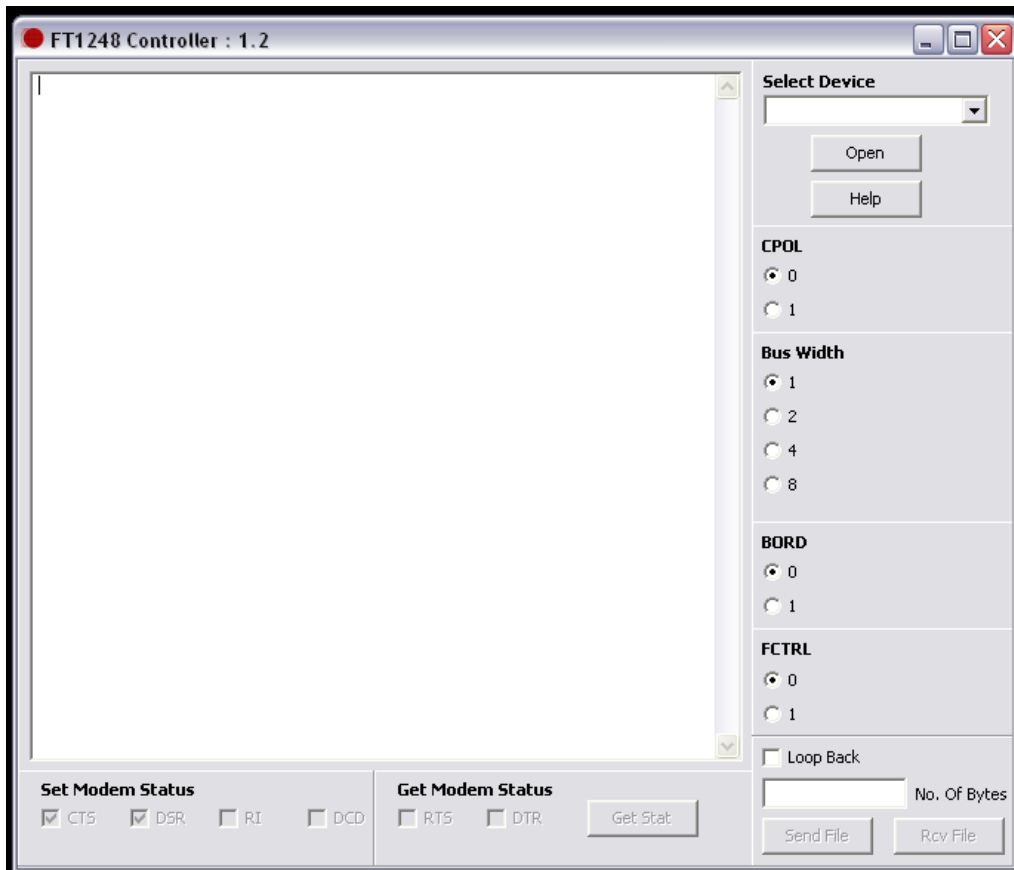 FT1248 Controller : 1.2
Select Device
Open
Help
CPOL
0
1
Bus Width
1
2
4
8
BORD
0
1
FCTRL
0
1
Loop Back
No. Of Bytes
Send File Rcv File
Set Modem Status
CTS DSR RI DCD
Get Modem Status
RTS DTR Get Stat